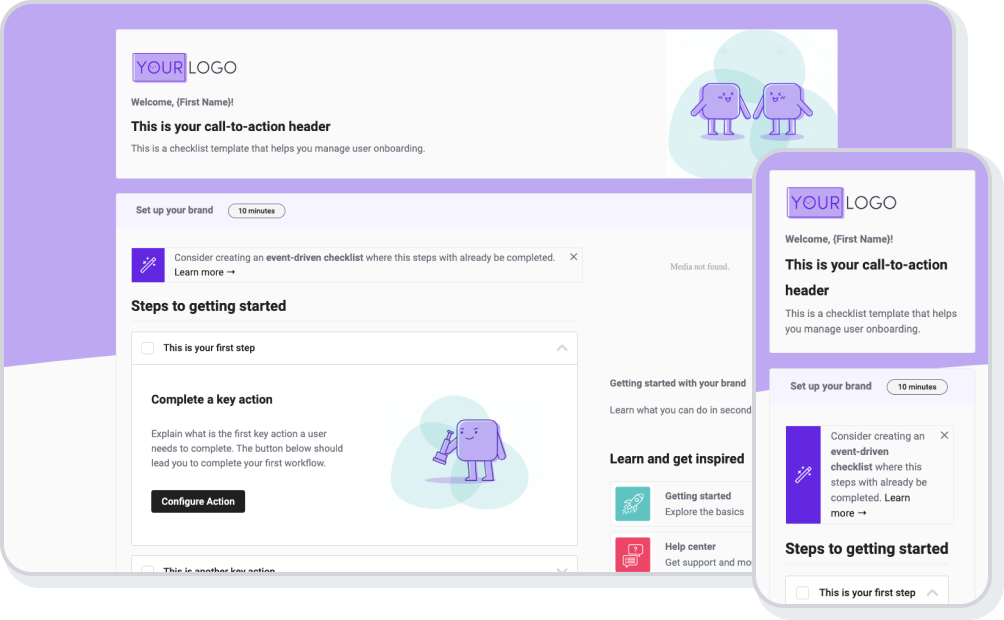 YOUR LOGO
Welcome, {First Name}!
This is your call-to-action header
This is a checklist template that helps you manage user onboarding.
Set up your brand
10 minutes
Consider creating an event-driven checklist where this steps with already be completed.
Learn more →
Media not found.
Steps to getting started
This is your first step
Complete a key action
Explain what is the first key action a user
needs to complete. The button below should
lead you to complete your first workflow.
Configure Action
This is another key action
Getting started with your brand
Learn what you can do in second
Learn and get inspired
Getting started
Explore the basics
Help center
Get support and mo
YOUR LOGO
Welcome, {First Name}!
This is your call-to-action
header
This is a checklist template that helps
you manage user onboarding.
Set up your brand
10 minutes
Consider creating an
event-driven
checklist where this
steps with already be
completed. Learn
more →
Steps to getting started
This is your first step